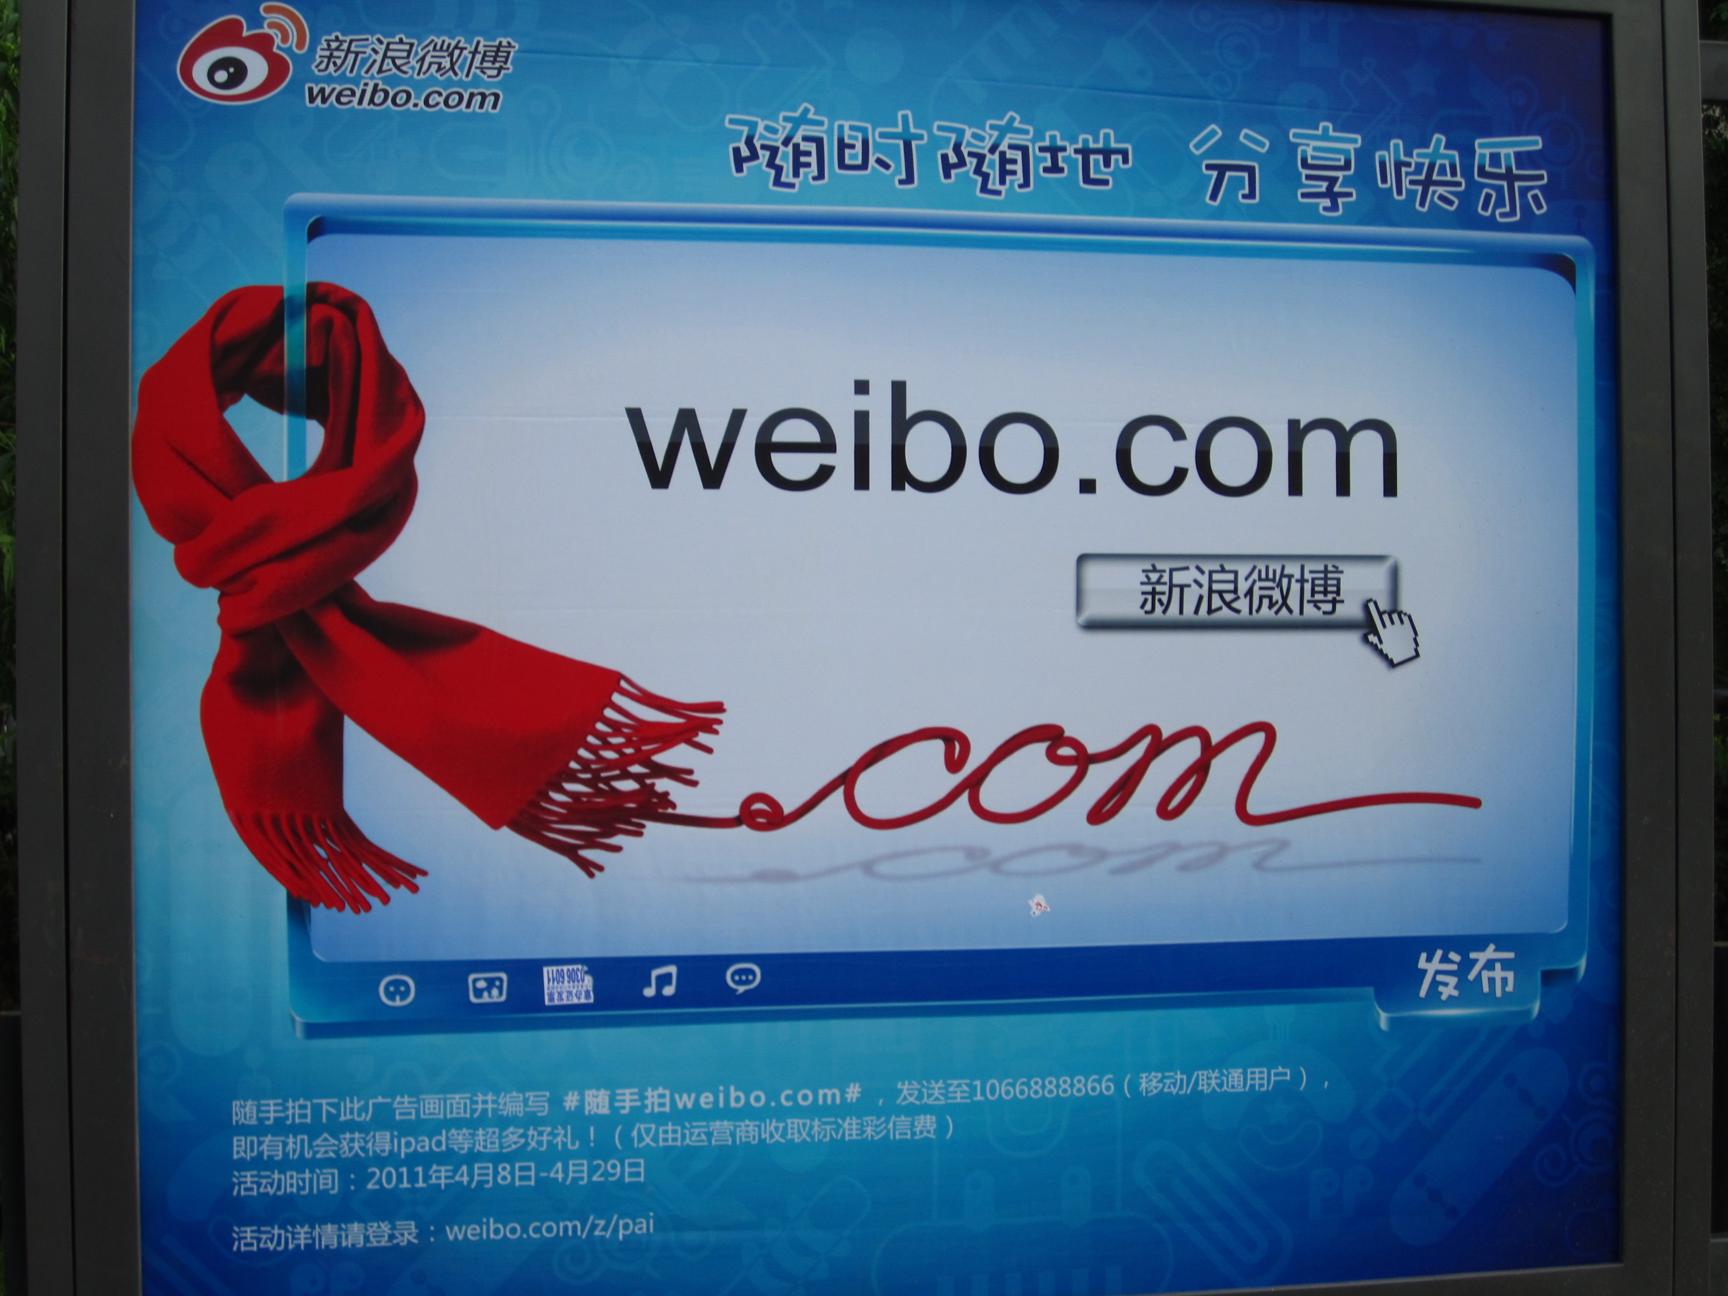 新浪微博
weibo.com
随时随地 分享快乐
weibo.com
新浪微博
.com
发布
随手拍下此广告画面并编写 #随手拍weibo.com# ，发送至1066888866（移动/联通用户），
即有机会获得ipad等超多好礼！（仅由运营商收取标准彩信费）
活动时间：2011年4月8日-4月29日
活动详情请登录：weibo.com/z/pai